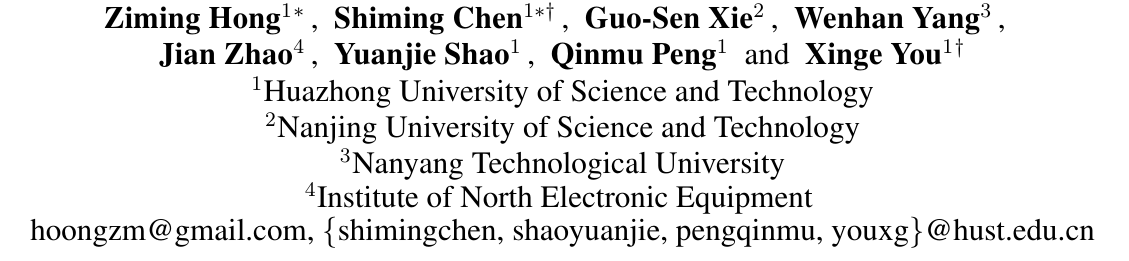 Ziming Hong¹*, Shiming Chen¹*†, Guo-Sen Xie², Wenhan Yang³,
Jian Zhao⁴, Yuanjie Shao¹, Qinmu Peng¹ and Xinge You¹†
¹Huazhong University of Science and Technology
²Nanjing University of Science and Technology
³Nanyang Technological University
⁴Institute of North Electronic Equipment
hoongzm@gmail.com, {shimingchen, shaoyuanjie, pengqinmu, youxg}@hust.edu.cn